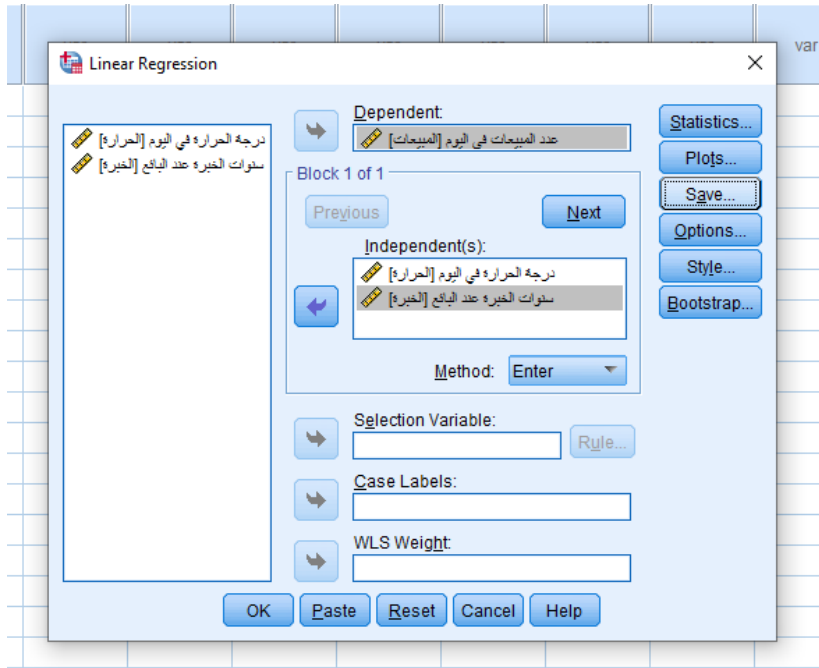 var
Linear Regression
درجة الحرارة في اليوم [الحرارة]
سنوات الخبرة عند البائع [الخبرة]
Dependent:
عدد المبيعات في اليوم [المبيعات]
Block 1 of 1
Previous
Next
Independent(s):
درجة الحرارة في اليوم [الحرارة]
سنوات الخبرة عند البائع [الخبرة]
Method:
Enter
Selection Variable:
Rule...
Case Labels:
WLS Weight:
Statistics...
Plots...
Save...
Options...
Style...
Bootstrap...
OK
Paste
Reset
Cancel
Help